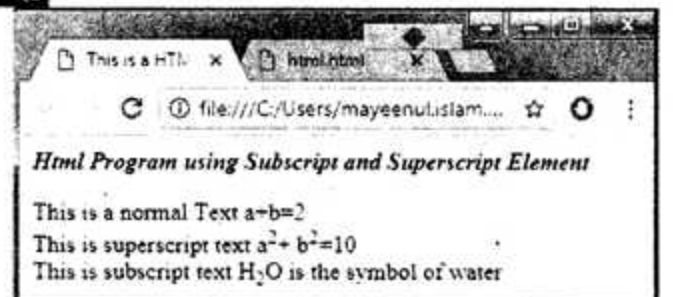 This is a HTM × html.html ×
file:///C:/Users/mayeenul.islam....
Html Program using Subscript and Superscript Element
This is a normal Text a+b=2
This is superscript text a²+ b²=10
This is subscript text H₂O is the symbol of water